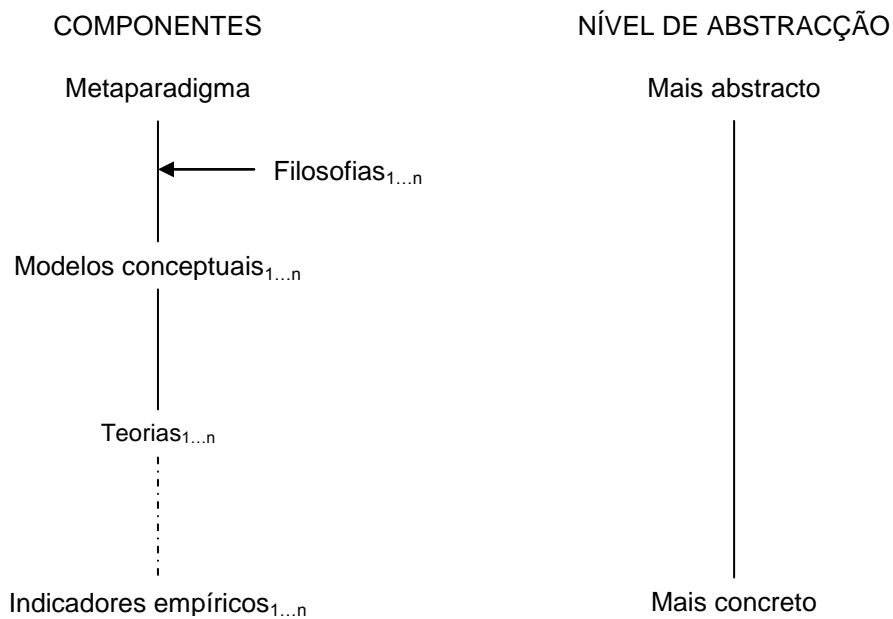 COMPONENTES NÍVEL DE ABSTRACÇÃO
Metaparadigma Mais abstracto
Filosofias1...n
Modelos conceptuais1...n
Teorias1...n
Indicadores empíricos1...n Mais concreto